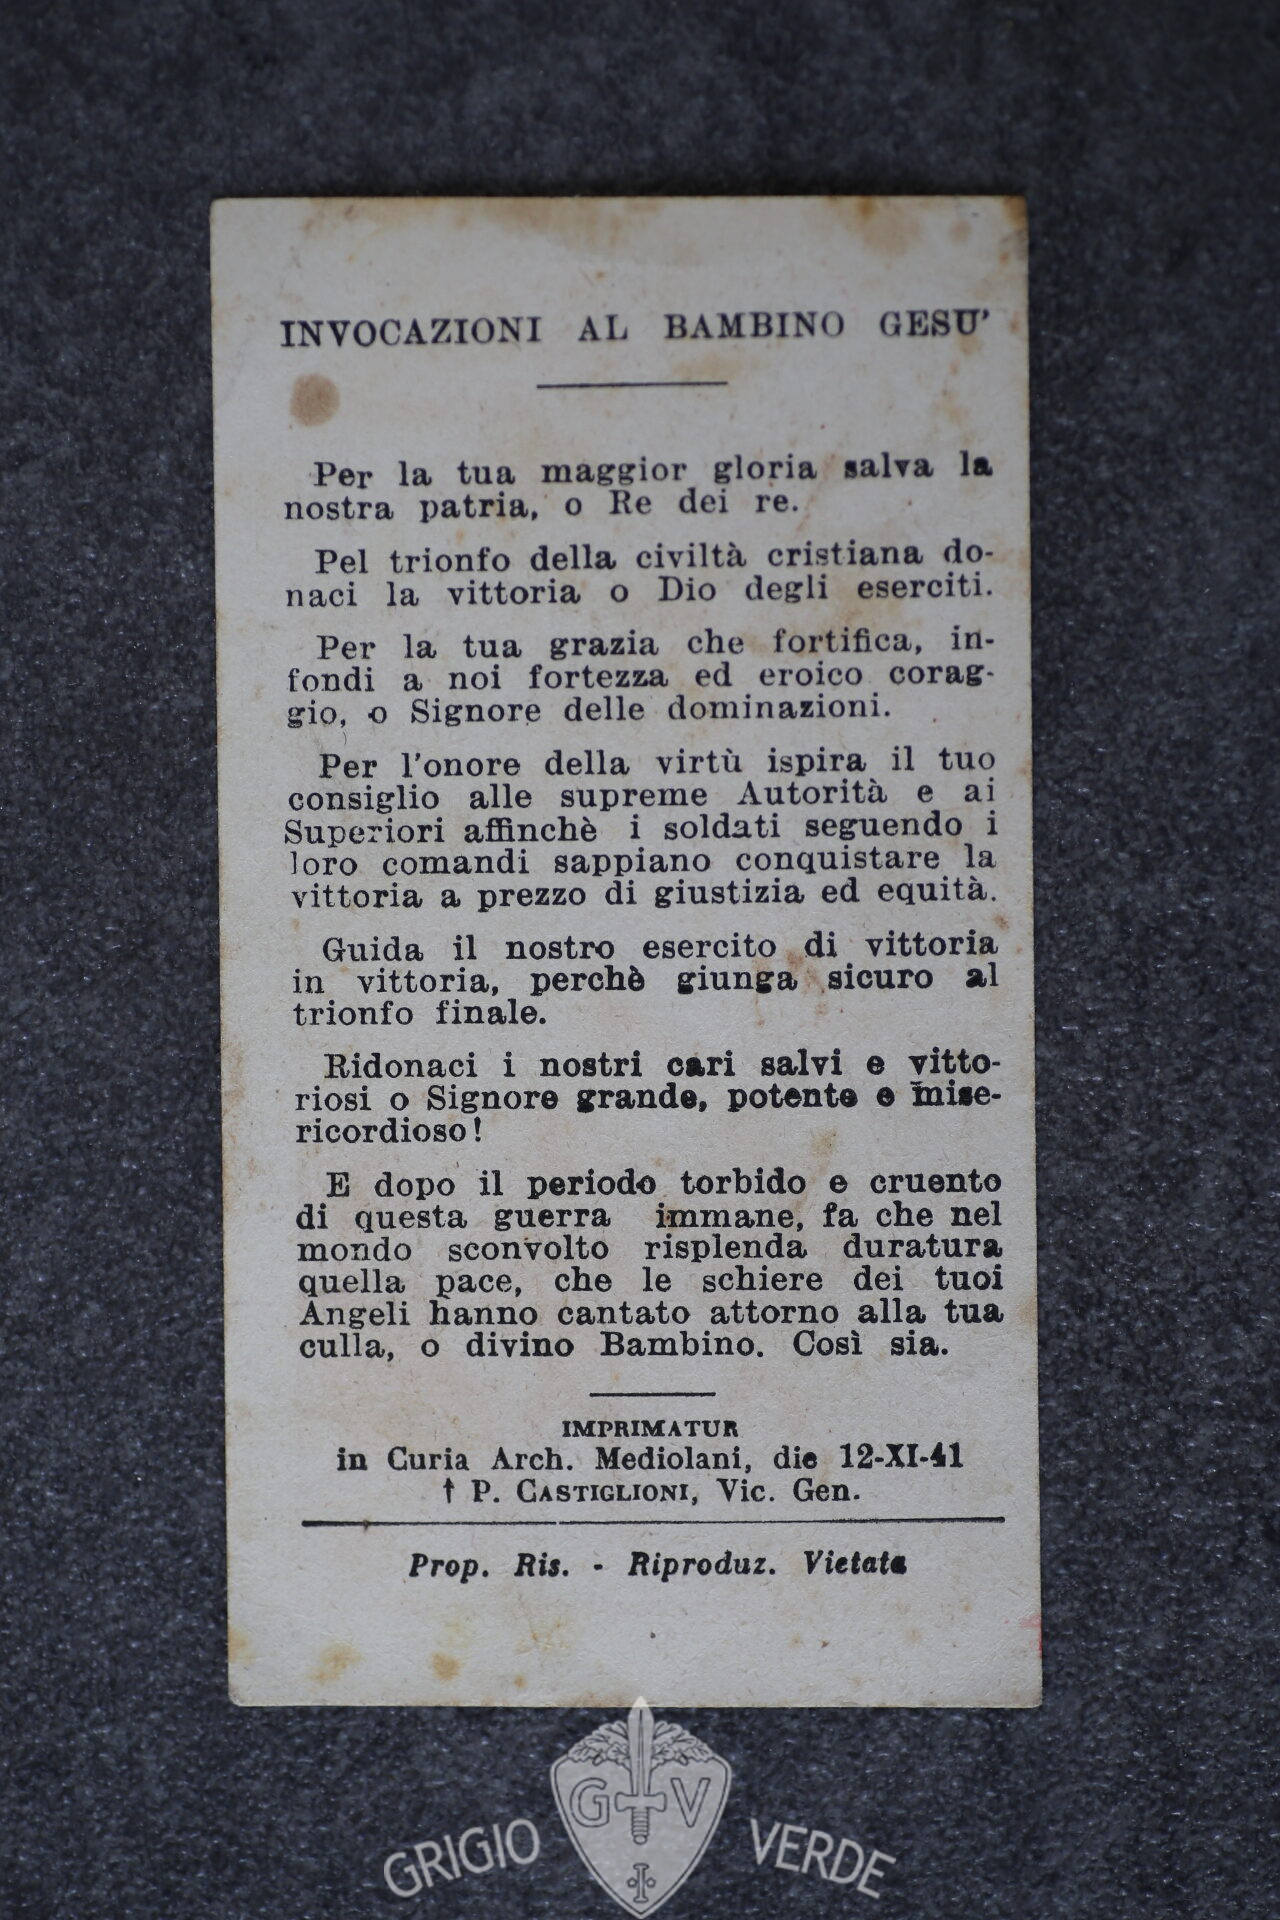 INVOCAZIONI AL BAMBINO GESU'
Per la tua maggior gloria salva la
nostra patria, o Re dei re.
Pel trionfo della civiltà cristiana do-
naci la vittoria o Dio degli eserciti.
Per la tua grazia che fortifica, in-
fondi a noi fortezza ed eroico corag-
gio, o Signore delle dominazioni.
Per l'onore della virtù ispira il tuo
consiglio alle supreme Autorità e ai
Superiori affinchè i soldati seguendo i
loro comandi sappiano conquistare la
vittoria a prezzo di giustizia ed equità.
Guida il nostro esercito di vittoria
in vittoria, perchè giunga sicuro al
trionfo finale.
Ridonaci i nostri cari salvi e vitto-
riosi o Signore grande, potente e mise-
ricordioso!
E dopo il periodo torbido e cruento
di questa guerra immane, fa che nel
mondo sconvolto risplenda duratura
quella pace, che le schiere dei tuoi
Angeli hanno cantato attorno alla tua
culla, o divino Bambino. Così sia.
IMPRIMATUR
in Curia Arch. Mediolani, die 12-XI-41
† P. CASTIGLIONI, Vic. Gen.
Prop. Ris. - Riproduz. Vietata
G V
GRIGIO VERDE
I